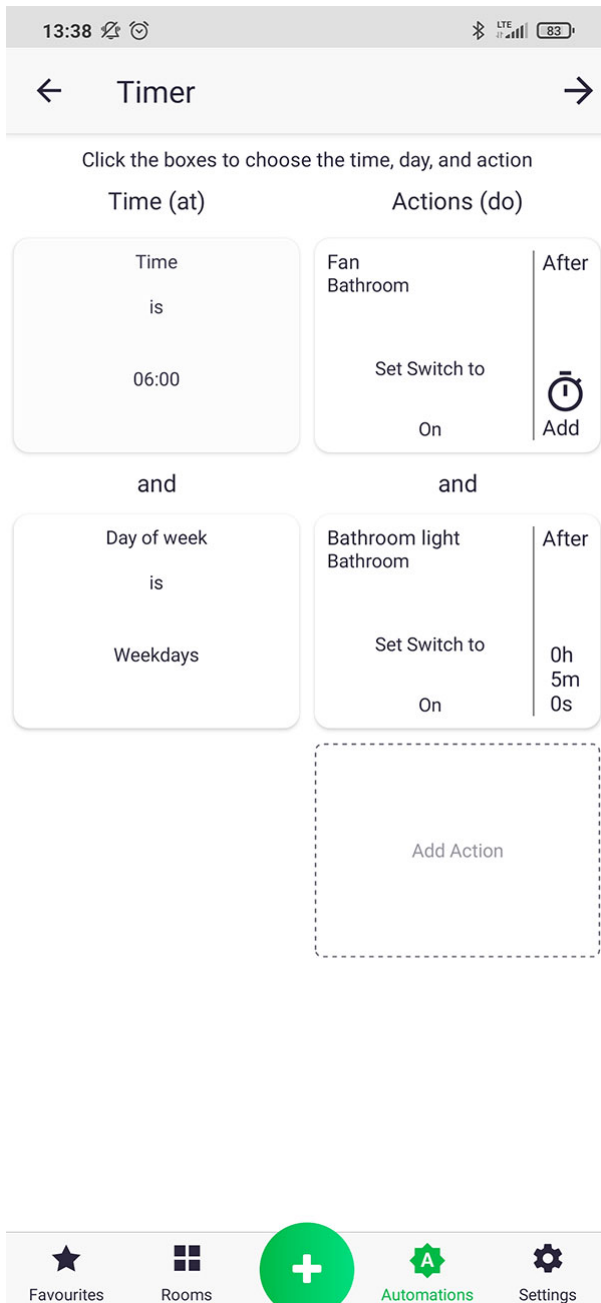 13:38
LTE
83
Timer
Click the boxes to choose the time, day, and action
Time (at)
Actions (do)
Time
is
06:00
Fan
Bathroom
Set Switch to
On
After
Add
and
and
Day of week
is
Weekdays
Bathroom light
Bathroom
Set Switch to
On
After
0h
5m
0s
Add Action
Favourites
Rooms
A
Automations
Settings